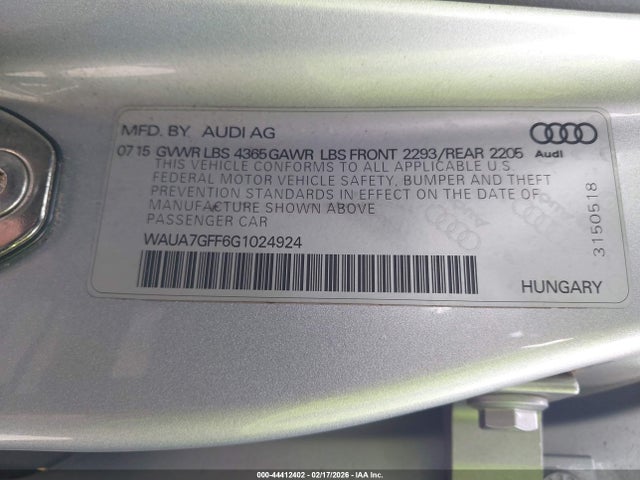 MFD. BY AUDI AG
07 15 GVWR LBS 4365 GAWR LBS FRONT 2293/REAR 2205
Audi
THIS VEHICLE CONFORMS TO ALL APPLICABLE U.S.
FEDERAL MOTOR VEHICLE SAFETY, BUMPER AND THEFT
PREVENTION STANDARDS IN EFFECT ON THE DATE OF
MANUFACTURE SHOWN ABOVE
PASSENGER CAR
WAUA7GFF6G1024924
HUNGARY
3150518
000-44412402 - 02/17/2026 - IAA Inc.